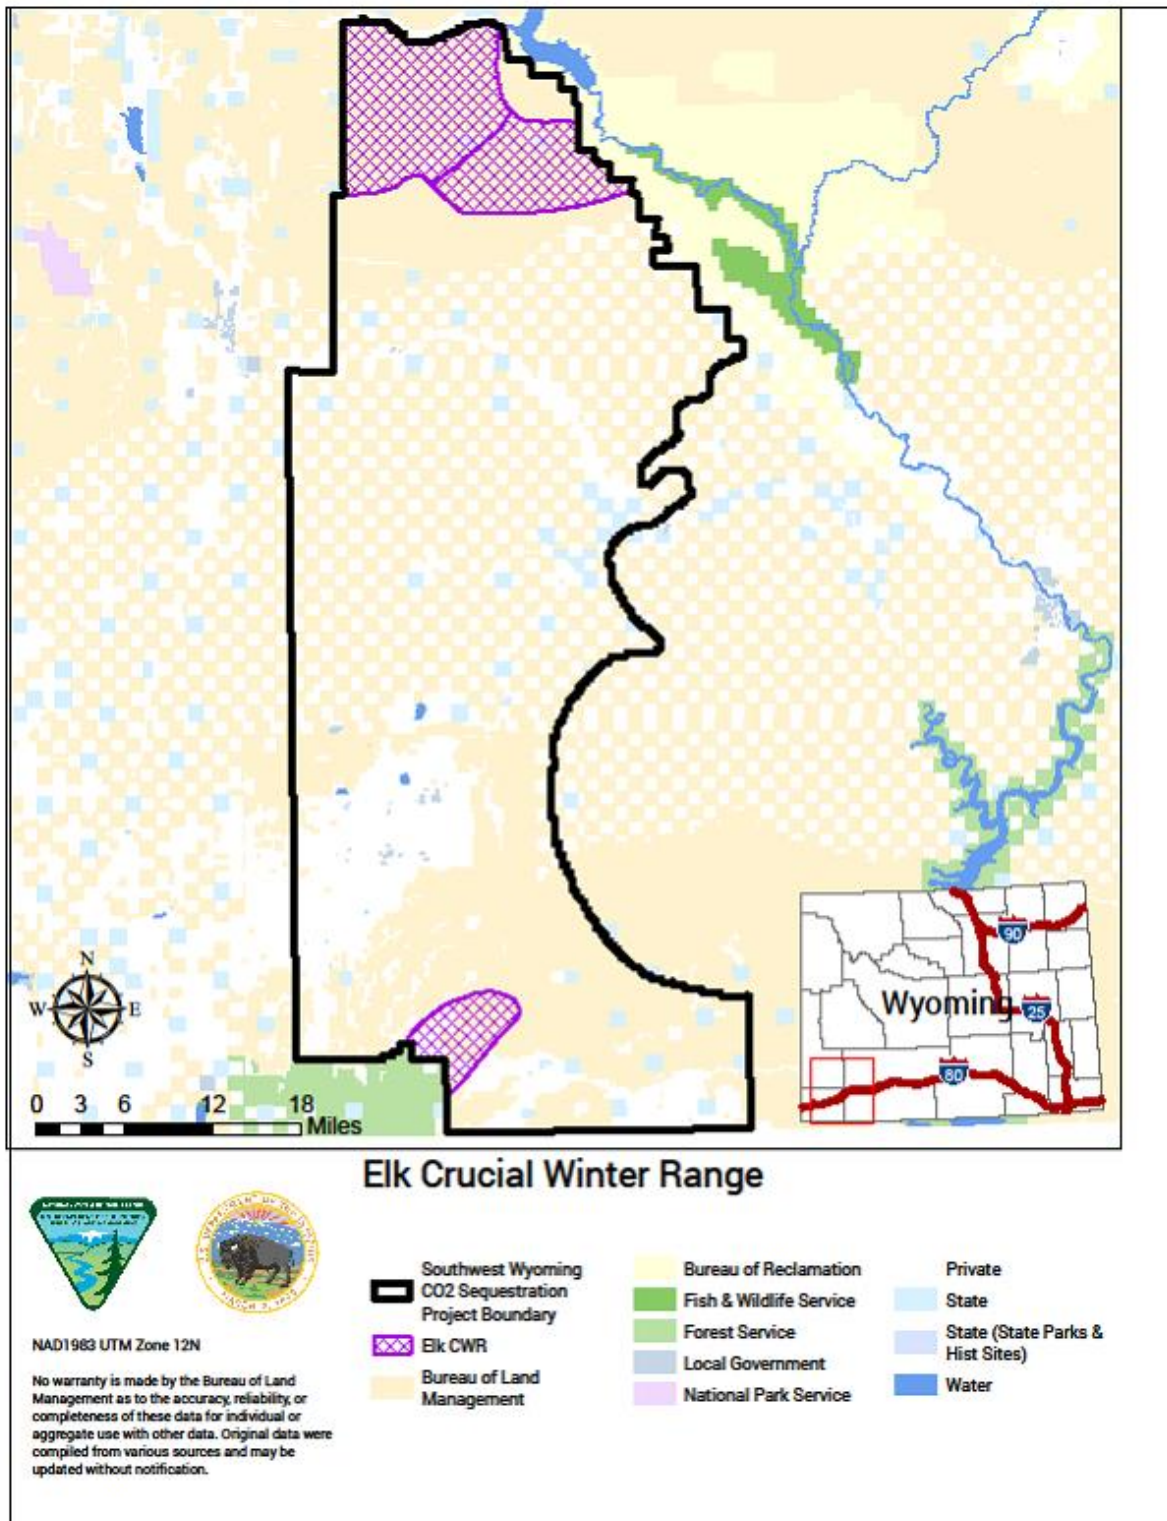 N
W E
S
0 3 6 12 18
Miles
Wyoming
90
25
80
Elk Crucial Winter Range
MARCH 3, 1849
Southwest Wyoming
CO2 Sequestration
Project Boundary
Elk CWR
Bureau of Land
Management
Bureau of Reclamation
Fish & Wildlife Service
Forest Service
Local Government
National Park Service
Private
State
State (State Parks &
Hist Sites)
Water
NAD1983 UTM Zone 12N
No warranty is made by the Bureau of Land
Management as to the accuracy, reliability, or
completeness of these data for individual or
aggregate use with other data. Original data were
compiled from various sources and may be
updated without notification.